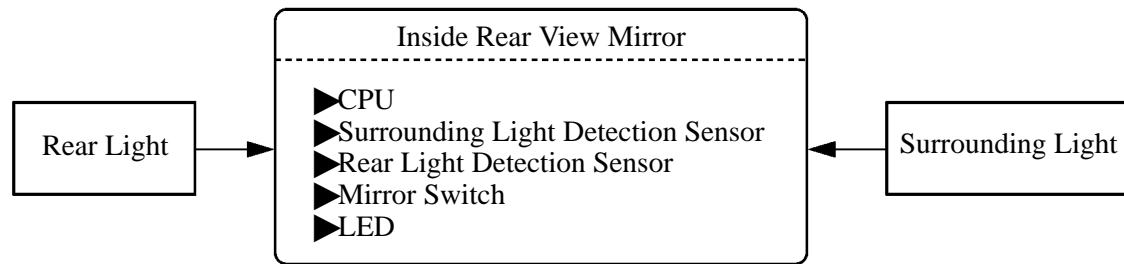 Inside Rear View Mirror
▶CPU
▶Surrounding Light Detection Sensor
▶Rear Light Detection Sensor
▶Mirror Switch
▶LED
Rear Light
Surrounding Light